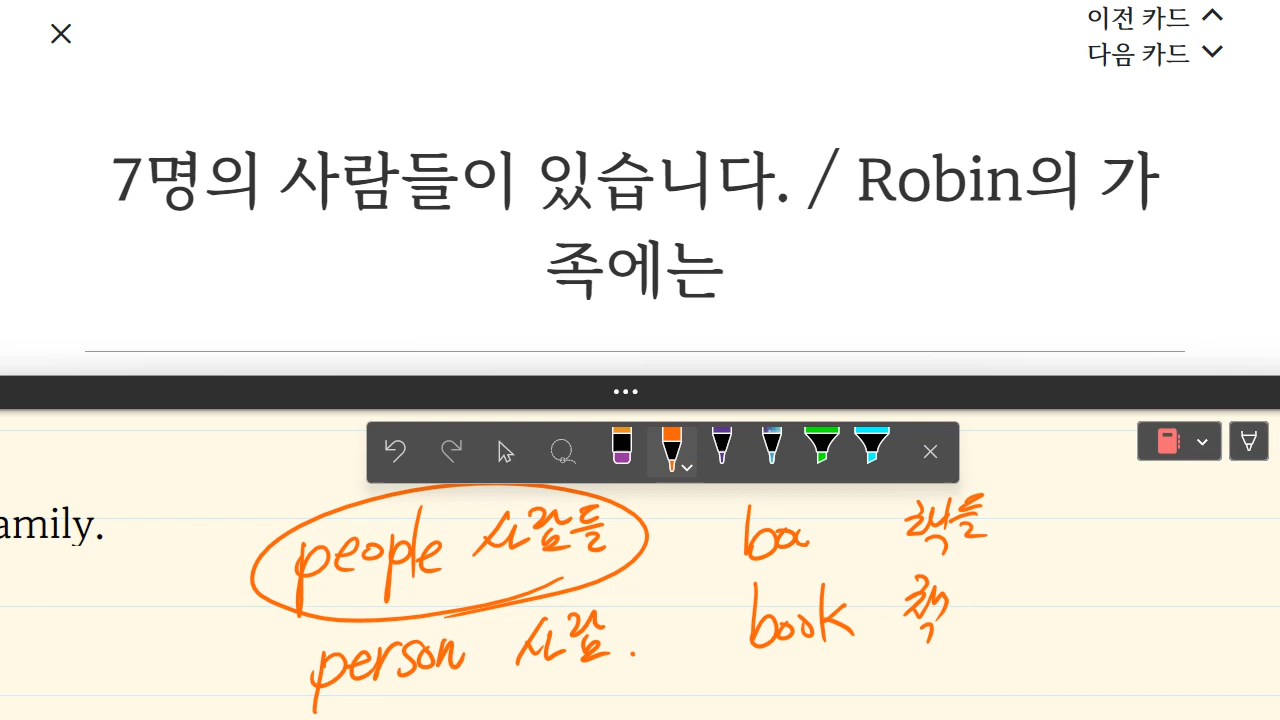 이전 카드
다음 카드
7명의 사람들이 있습니다. / Robin의 가
족에는
amily.
people 사람들
boo 책들
person 사람.
book 책